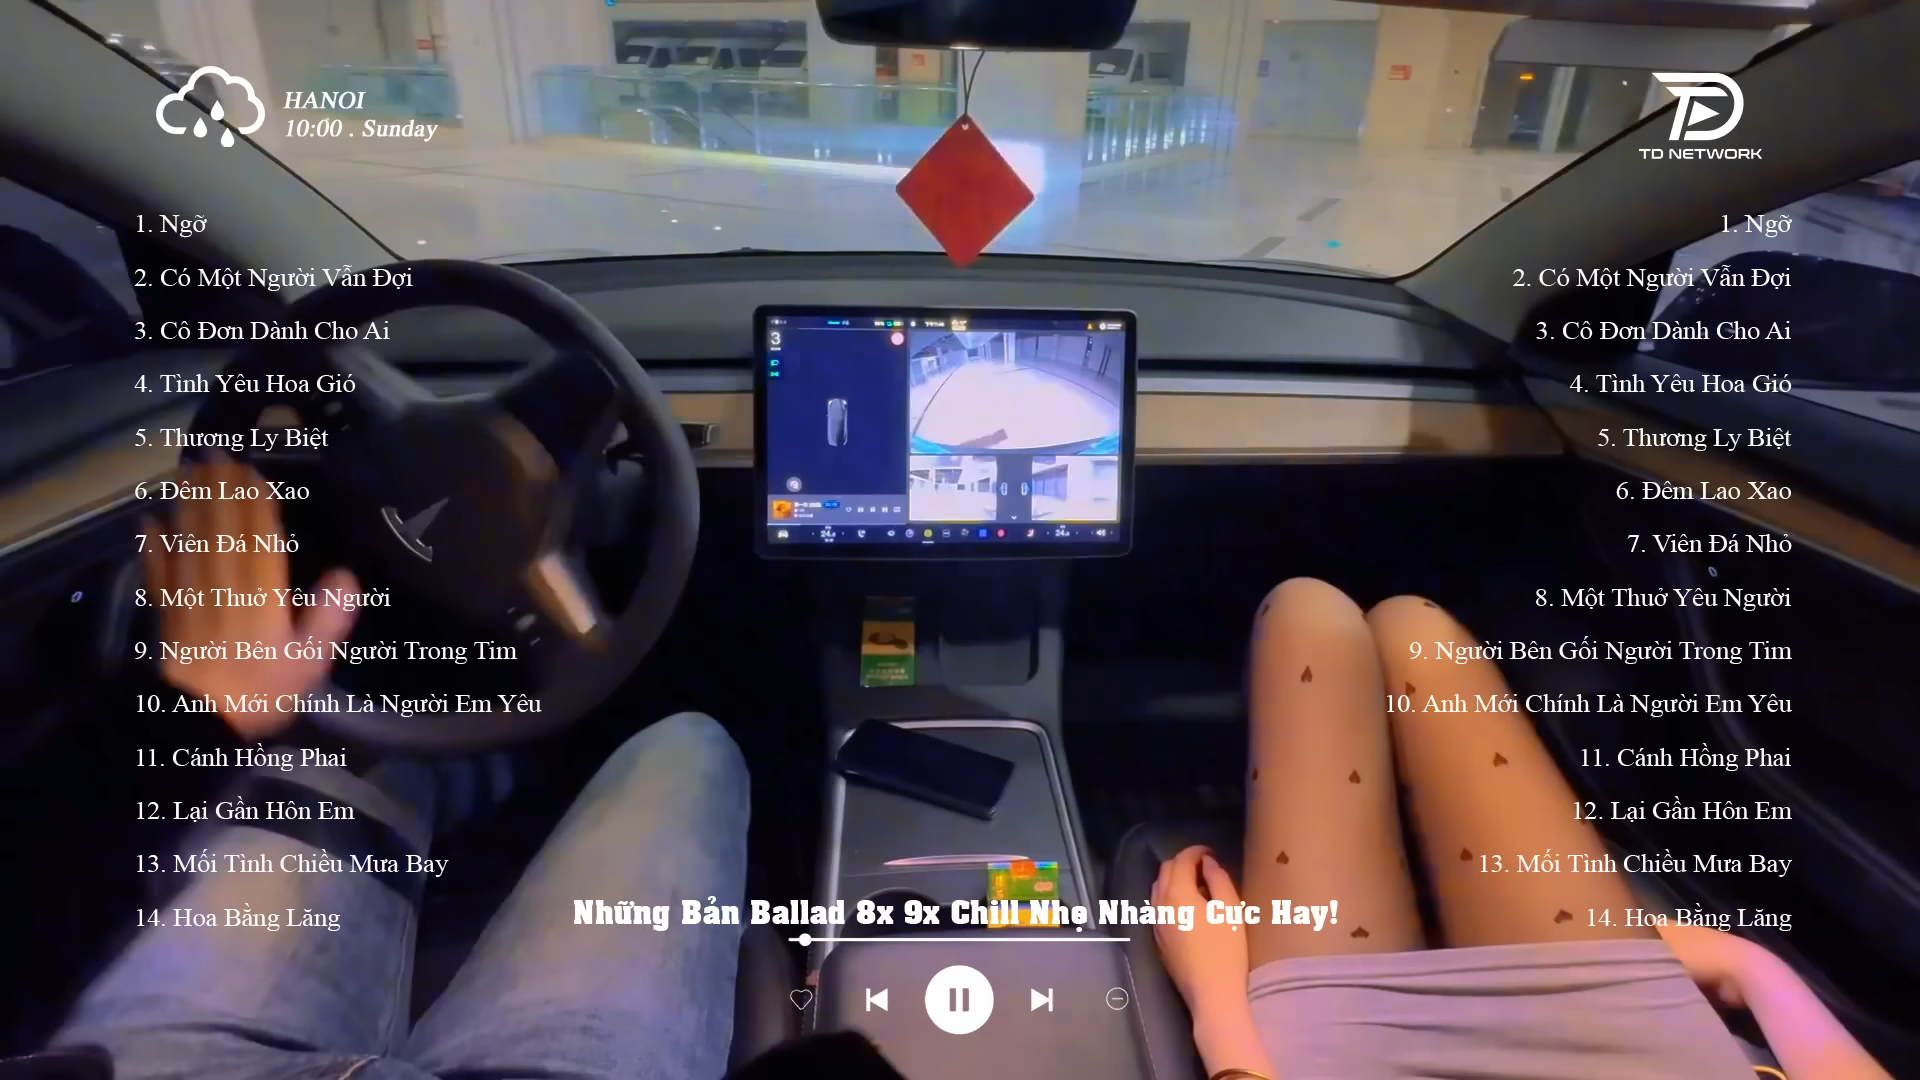 HANOI
10:00 . Sunday
TD NETWORK
1. Ngỡ
2. Có Một Người Vẫn Đợi
3. Cô Đơn Dành Cho Ai
4. Tình Yêu Hoa Gió
5. Thương Ly Biệt
6. Đêm Lao Xao
7. Viên Đá Nhỏ
8. Một Thuở Yêu Người
9. Người Bên Gối Người Trong Tim
10. Anh Mới Chính Là Người Em Yêu
11. Cánh Hồng Phai
12. Lại Gần Hôn Em
13. Mối Tình Chiều Mưa Bay
14. Hoa Bằng Lăng
1. Ngỡ
2. Có Một Người Vẫn Đợi
3. Cô Đơn Dành Cho Ai
4. Tình Yêu Hoa Gió
5. Thương Ly Biệt
6. Đêm Lao Xao
7. Viên Đá Nhỏ
8. Một Thuở Yêu Người
9. Người Bên Gối Người Trong Tim
10. Anh Mới Chính Là Người Em Yêu
11. Cánh Hồng Phai
12. Lại Gần Hôn Em
13. Mối Tình Chiều Mưa Bay
14. Hoa Bằng Lăng
3
Những Bản Ballad 8x 9x Chill Nhẹ Nhàng Cực Hay!